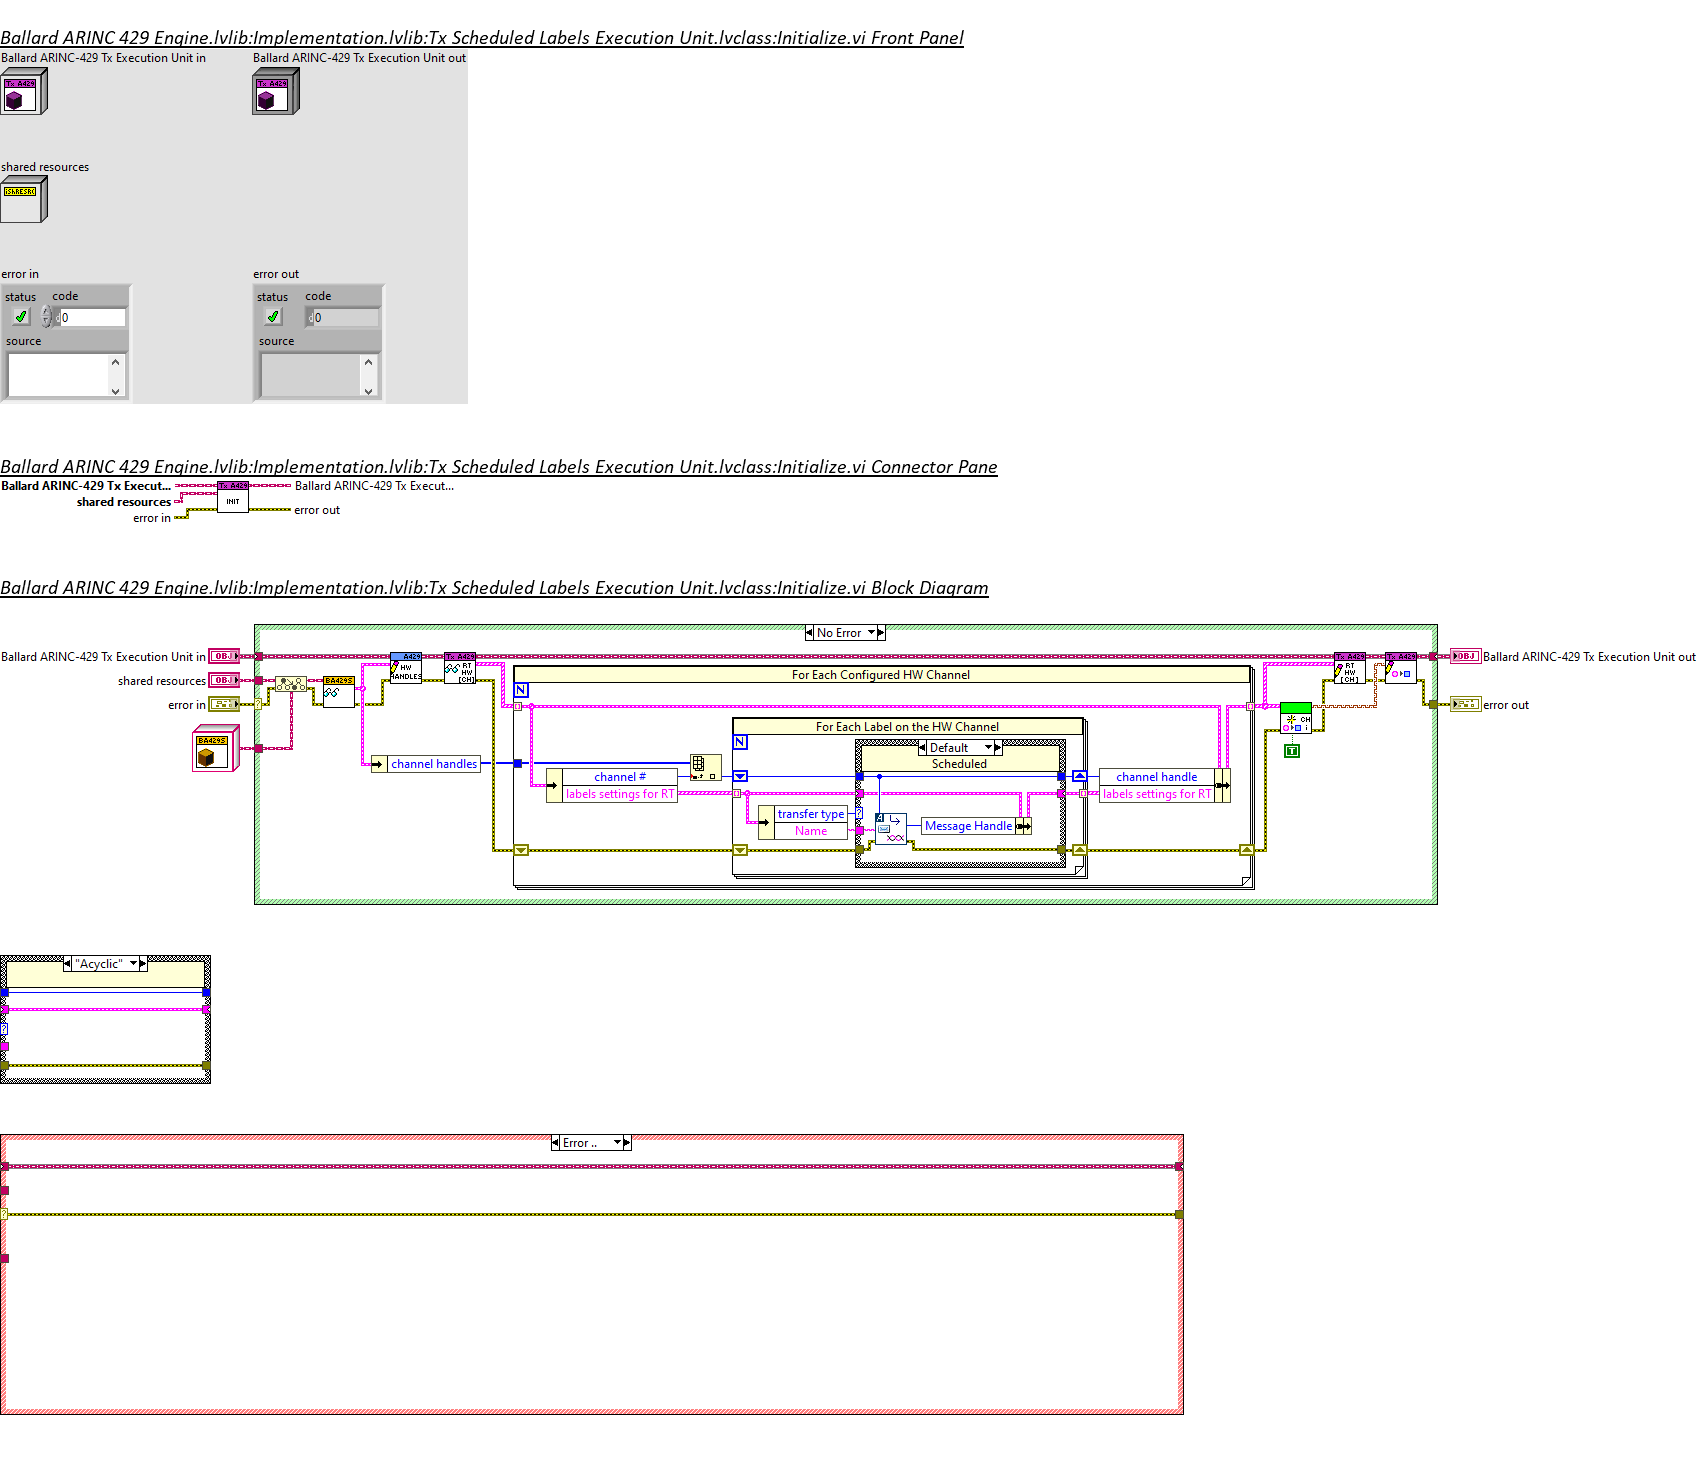 Ballard ARINC 429 Engine.lvlib:Implementation.lvlib:Tx Scheduled Labels Execution Unit.lvclass:Initialize.vi Front Panel
Ballard ARINC-429 Tx Execution Unit in
Ballard ARINC-429 Tx Execution Unit out
Tx A429
Tx A429
shared resources
iShRESRC
error in
error out
status code
0
source
status code
0
source
Ballard ARINC 429 Engine.lvlib:Implementation.lvlib:Tx Scheduled Labels Execution Unit.lvclass:Initialize.vi Connector Pane
Ballard ARINC-429 Tx Execut...
Tx A429
INIT
Ballard ARINC-429 Tx Execut...
shared resources
error in
error out
Ballard ARINC 429 Engine.lvlib:Implementation.lvlib:Tx Scheduled Labels Execution Unit.lvclass:Initialize.vi Block Diagram
No Error
Ballard ARINC-429 Tx Execution Unit in
OBJ
shared resources
OBJ
error in
BA429S
BA429S
A429
HW
HANDLES
Tx A429
RT
HW
[CH]
channel handles
For Each Configured HW Channel
N
channel #
labels settings for RT
For Each Label on the HW Channel
N
transfer type
Name
Default
Scheduled
Message Handle
channel handle
labels settings for RT
CH
i
T
Tx A429
RT
HW
[CH]
Tx A429
OBJ
Ballard ARINC-429 Tx Execution Unit out
error out
"Acyclic"
?
Error ..
?